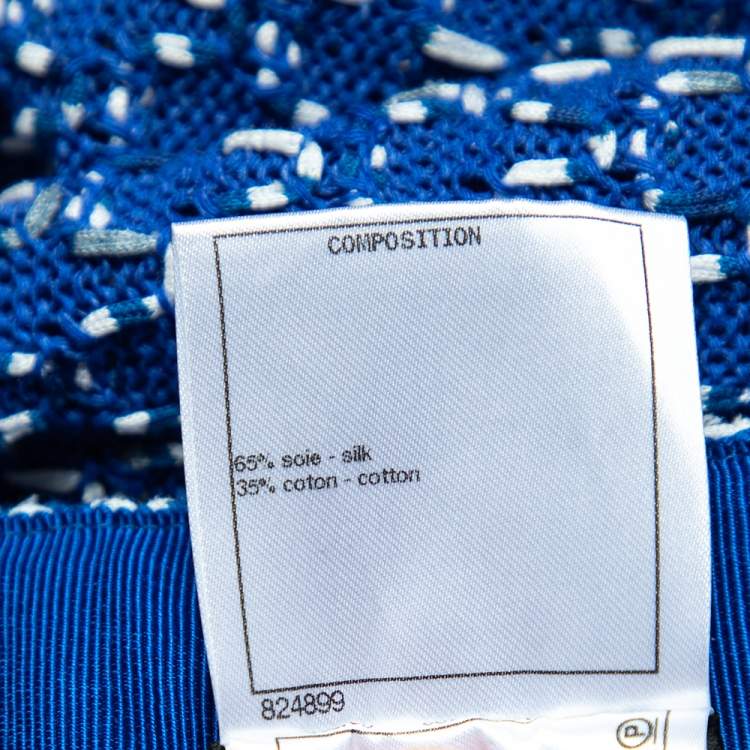 COMPOSITION
65% soie - silk
35% coton - cotton
824899
P